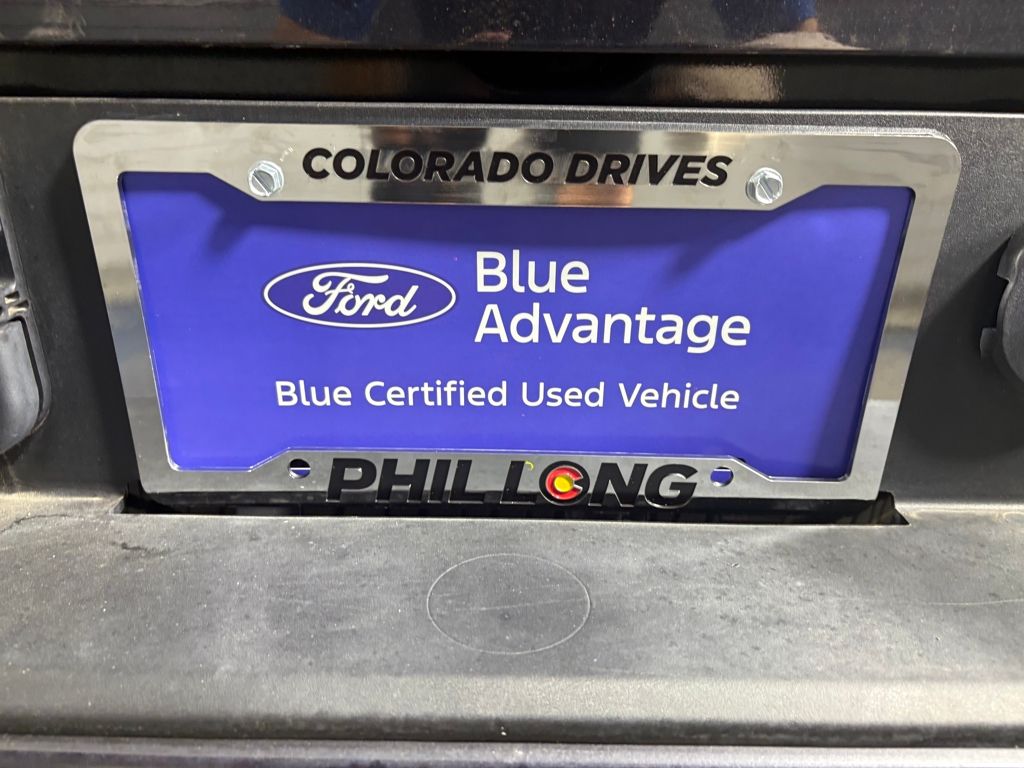 COLORADO DRIVES
Ford
Blue
Advantage
Blue Certified Used Vehicle
PHIL LONG